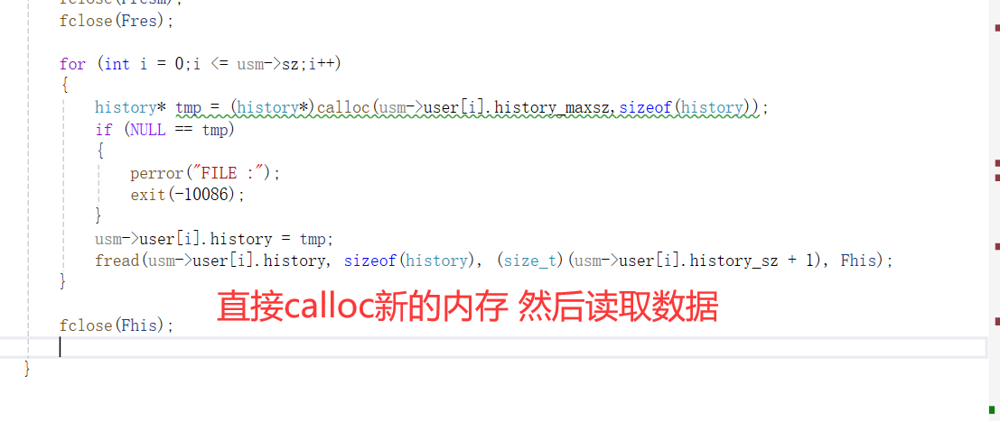 fclose(Fresm);
fclose(Fres);
for (int i = 0;i <= usm->sz;i++)
{
history* tmp = (history*)calloc(usm->user[i].history_maxsz,sizeof(history));
if (NULL == tmp)
{
perror("FILE :");
exit(-10086);
}
usm->user[i].history = tmp;
fread(usm->user[i].history, sizeof(history), (size_t)(usm->user[i].history_sz + 1), Fhis);
}
直接calloc新的内存 然后读取数据
fclose(Fhis);
}